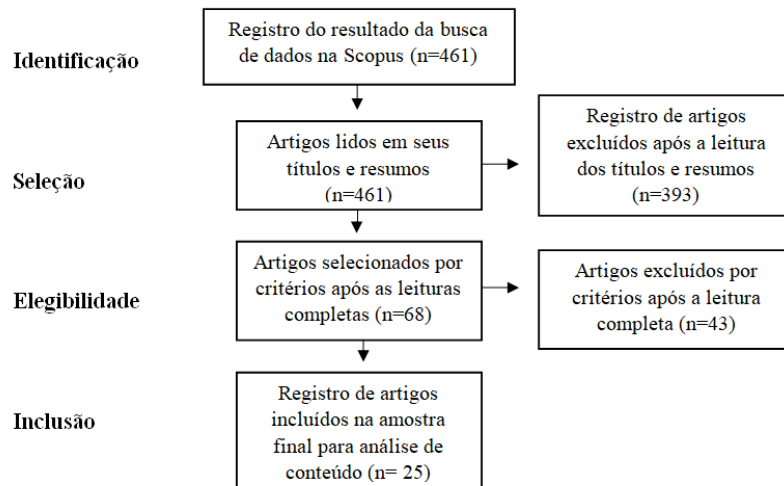 Identificação
Registro do resultado da busca
de dados na Scopus (n=461)
Seleção
Artigos lidos em seus
títulos e resumos
(n=461)
Registro de artigos
excluídos após a leitura
dos títulos e resumos
(n=393)
Elegibilidade
Artigos selecionados por
critérios após as leituras
completas (n=68)
Artigos excluídos por
critérios após a leitura
completa (n=43)
Inclusão
Registro de artigos
incluídos na amostra
final para análise de
conteúdo (n= 25)